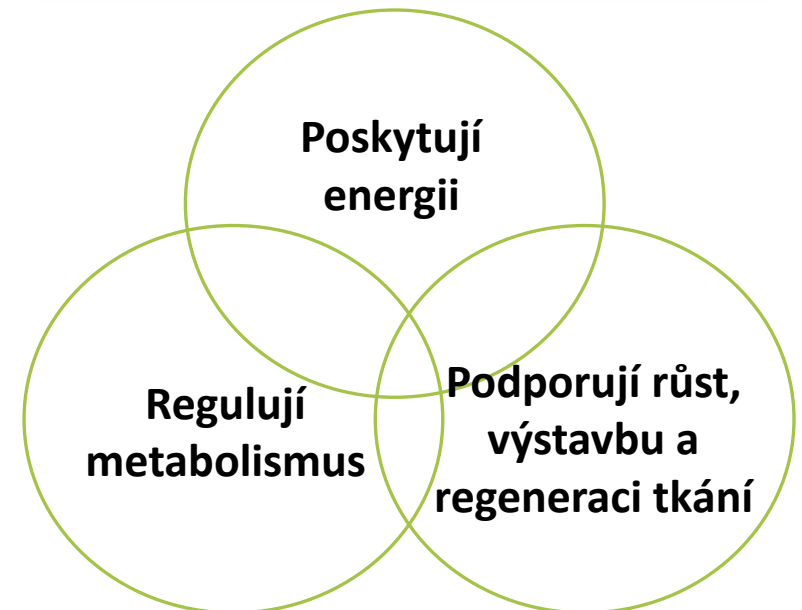 Poskytují
energii
Regulují
metabolismus
Podporují růst,
výstavbu a
regeneraci tkání